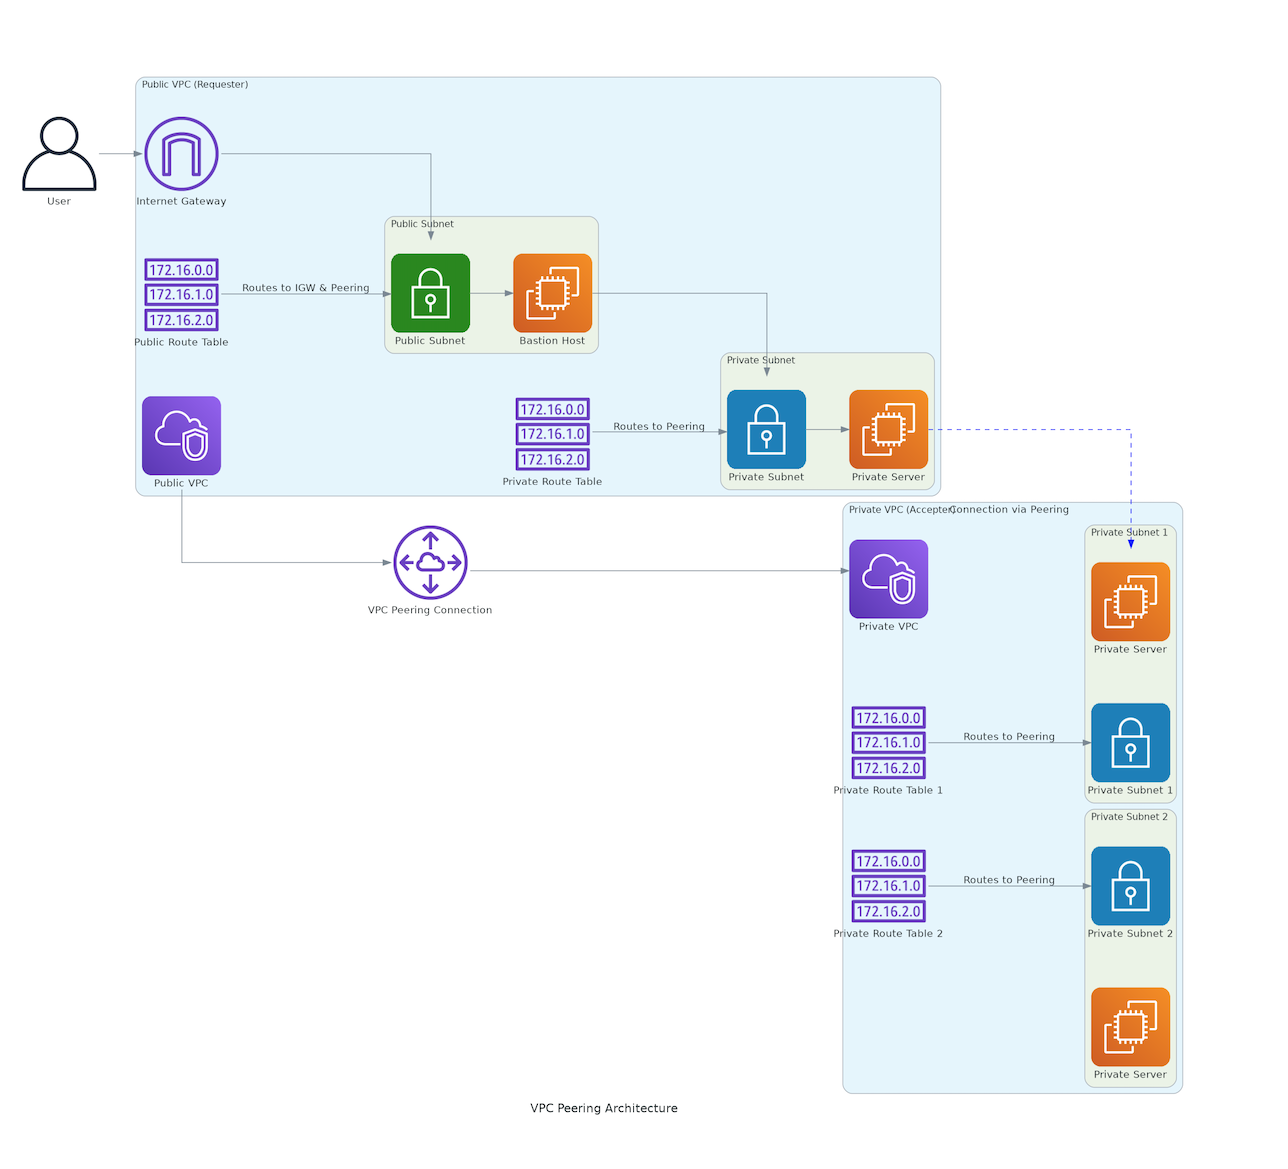 Public VPC (Requester)
User
Internet Gateway
Public Subnet
172.16.0.0
172.16.1.0
172.16.2.0
Public Route Table
Routes to IGW & Peering
Public Subnet
Bastion Host
Private Subnet
172.16.0.0
172.16.1.0
172.16.2.0
Private Route Table
Routes to Peering
Private Subnet
Private Server
Public VPC
VPC Peering Connection
Private VPC (Accepter)
Connection via Peering
Private Subnet 1
Private VPC
Private Server
172.16.0.0
172.16.1.0
172.16.2.0
Private Route Table 1
Routes to Peering
Private Subnet 1
Private Subnet 2
172.16.0.0
172.16.1.0
172.16.2.0
Private Route Table 2
Routes to Peering
Private Subnet 2
Private Server
VPC Peering Architecture